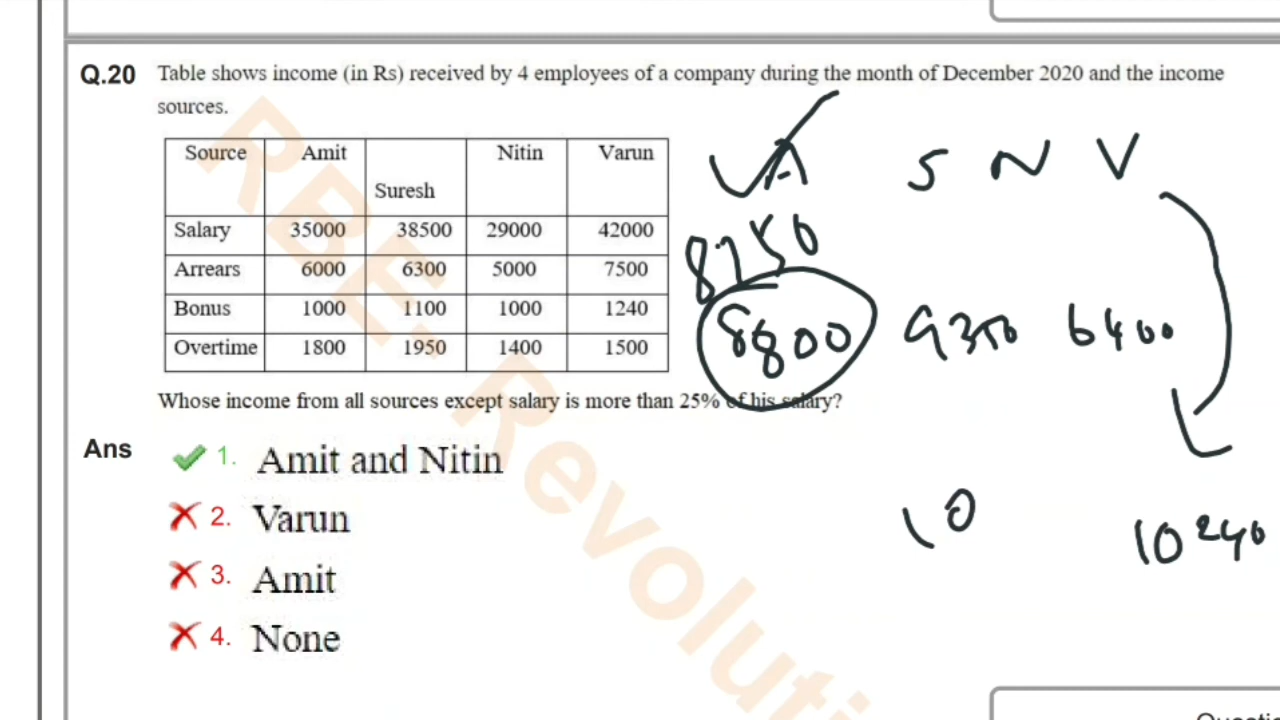 Q.20 Table shows income (in Rs) received by 4 employees of a company during the month of December 2020 and the income
sources.
Source Amit Suresh Nitin Varun
Salary 35000 38500 29000 42000
Arrears 6000 6300 5000 7500
Bonus 1000 1100 1000 1240
Overtime 1800 1950 1400 1500
Whose income from all sources except salary is more than 25% of his salary?
Ans 1. Amit and Nitin
2. Varun
3. Amit
4. None
A S N V
8750
8800 9350 6400
10 10240
RBE Revoluti